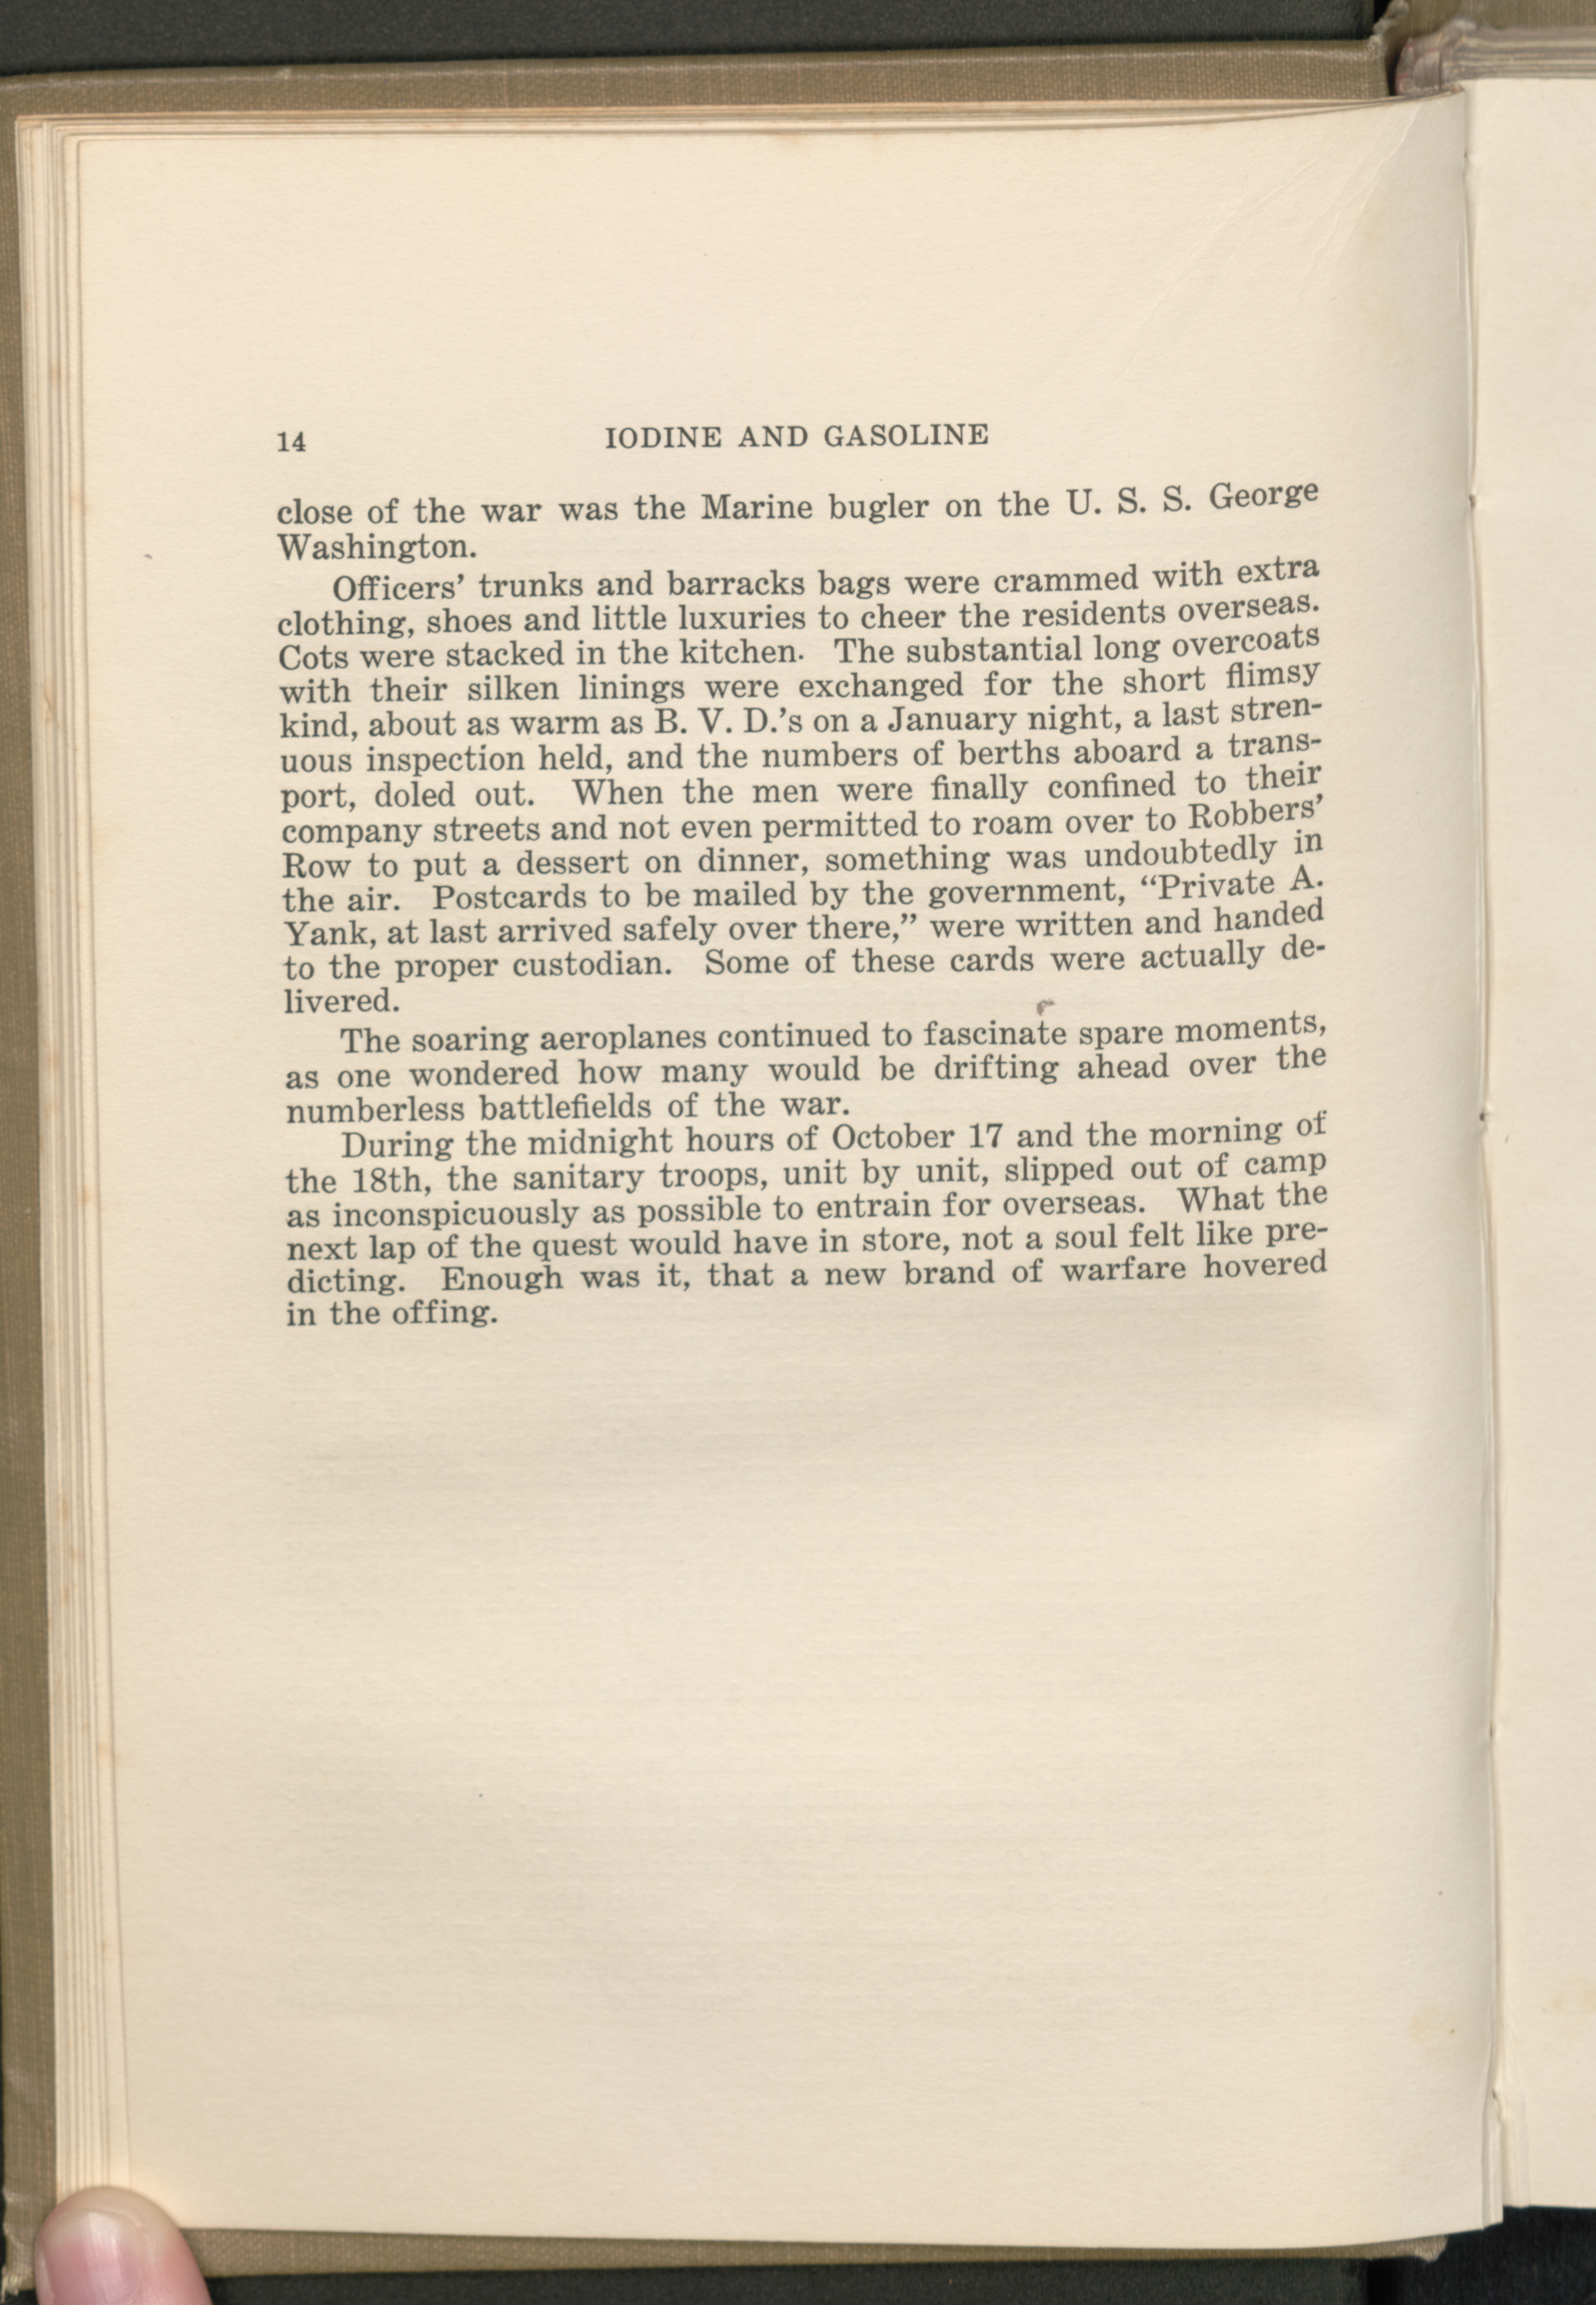 14 IODINE AND GASOLINE
close of the war was the Marine bugler on the U. S. S. George
Washington.
Officers’ trunks and barracks bags were crammed with extra
clothing, shoes and little luxuries to cheer the residents overseas.
Cots were stacked in the kitchen. The substantial long overcoats
with their silken linings were exchanged for the short flimsy
kind, about as warm as B. V. D.’s on a January night, a last stren-
uous inspection held, and the numbers of berths aboard a trans-
port, doled out. When the men were finally confined to their
company streets and not even permitted to roam over to Robbers’
Row to put a dessert on dinner, something was undoubtedly in
the air. Postcards to be mailed by the government, “Private A.
Yank, at last arrived safely over there,” were written and handed
to the proper custodian. Some of these cards were actually de-
livered.
The soaring aeroplanes continued to fascinate spare moments,
as one wondered how many would be drifting ahead over the
numberless battlefields of the war.
During the midnight hours of October 17 and the morning of
the 18th, the sanitary troops, unit by unit, slipped out of camp
as inconspicuously as possible to entrain for overseas. What the
next lap of the quest would have in store, not a soul felt like pre-
dicting. Enough was it, that a new brand of warfare hovered
in the offing.